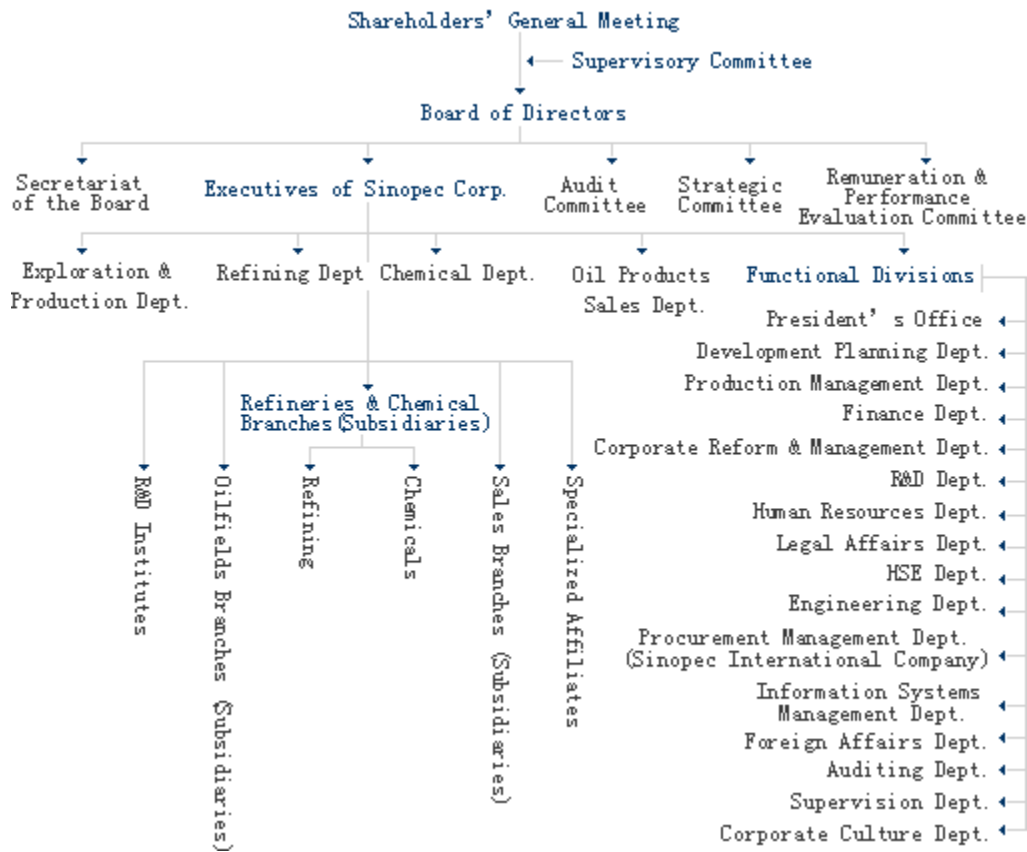 Shareholders’ General Meeting
Supervisory Committee
Board of Directors
Secretariat
of the Board
Executives of Sinopec Corp.
Audit
Committee
Strategic
Committee
Remuneration &
Performance
Evaluation Committee
Exploration &
Production Dept.
Refining Dept
Chemical Dept.
Oil Products
Sales Dept.
Functional Divisions
President’s Office
Development Planning Dept.
Production Management Dept.
Finance Dept.
Corporate Reform & Management Dept.
R&D Dept.
Human Resources Dept.
Legal Affairs Dept.
HSE Dept.
Engineering Dept.
Procurement Management Dept.
(Sinopec International Company)
Information Systems
Management Dept.
Foreign Affairs Dept.
Auditing Dept.
Supervision Dept.
Corporate Culture Dept.
Refineries & Chemical
Branches(Subsidiaries)
R&D Institutes
Oilfields Branches (Subsidiaries)
Refining
Chemicals
Sales Branches (Subsidiaries)
Specialized Affiliates